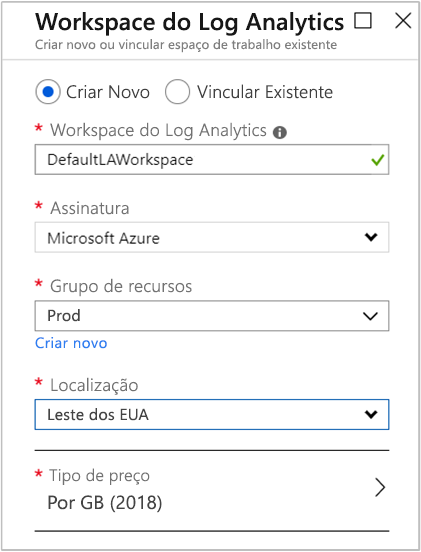 Workspace do Log Analytics
Criar novo ou vincular espaço de trabalho existente
Criar Novo Vincular Existente
* Workspace do Log Analytics
DefaultLAWorkspace
* Assinatura
Microsoft Azure
* Grupo de recursos
Prod
Criar novo
* Localização
Leste dos EUA
* Tipo de preço
Por GB (2018)